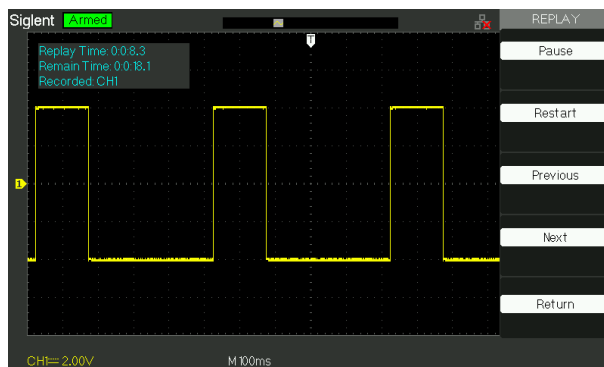 Siglent Armed REPLAY
T
Replay Time: 0:0:8.3
Remain Time: 0:0:18.1
Recorded: CH1
Pause
Restart
Previous
1
Next
Return
CH1 2.00V M 100ms